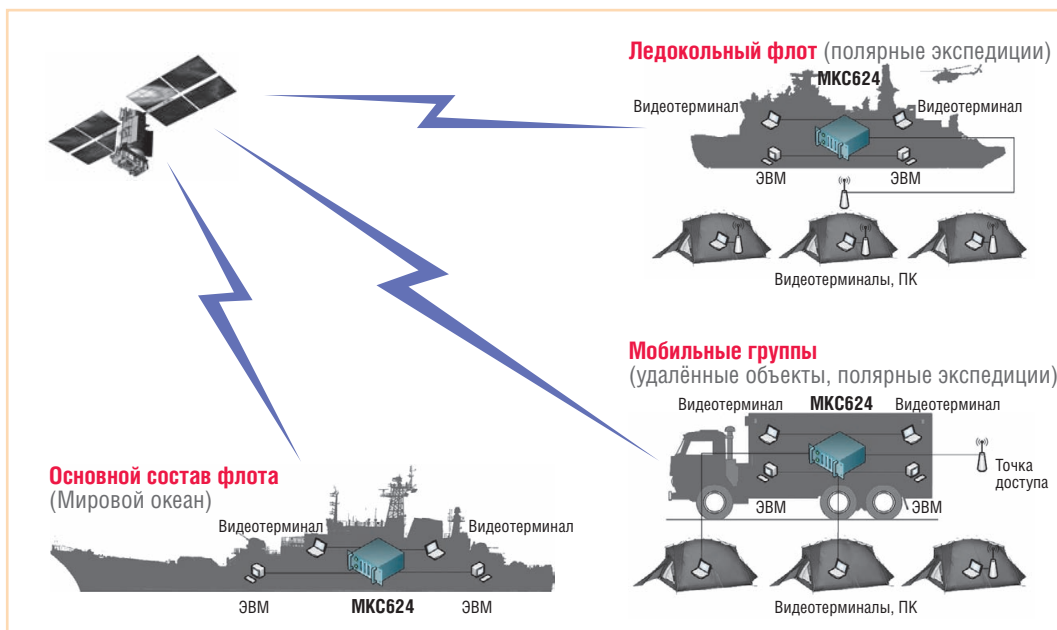 Ледокольный флот (полярные экспедиции)
МКС624
Видеотерминал
Видеотерминал
ЭВМ
ЭВМ
Видеотерминалы, ПК
Мобильные группы
(удалённые объекты, полярные экспедиции)
Видеотерминал
МКС624
Видеотерминал
Точка
доступа
ЭВМ
ЭВМ
Видеотерминалы, ПК
Основной состав флота
(Мировой океан)
Видеотерминал
Видеотерминал
ЭВМ
МКС624
ЭВМ